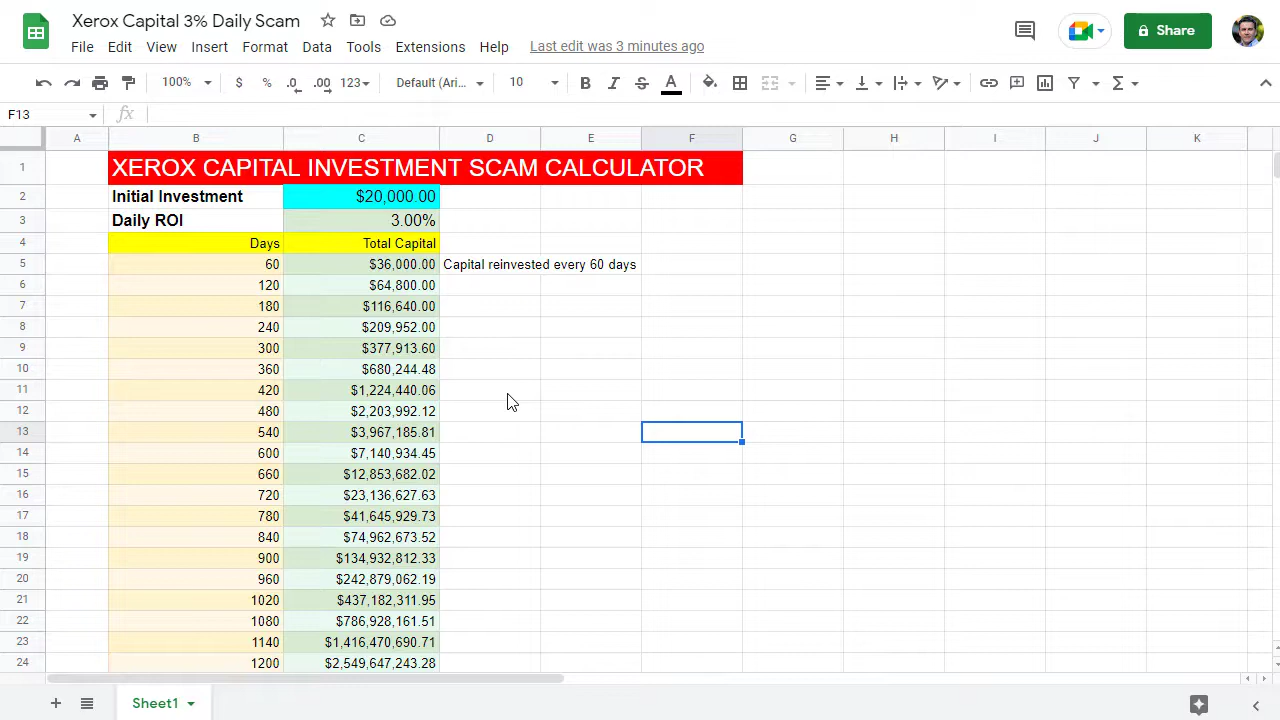 Xerox Capital 3% Daily Scam
File Edit View Insert Format Data Tools Extensions Help Last edit was 3 minutes ago
Share
100% $ % .0 .00 123 Default (Ari... 10 B I S A
F13 fx
A B C D E F G H I J K
1 XEROX CAPITAL INVESTMENT SCAM CALCULATOR
2 Initial Investment $20,000.00
3 Daily ROI 3.00%
4 Days Total Capital
5 60 $36,000.00 Capital reinvested every 60 days
6 120 $64,800.00
7 180 $116,640.00
8 240 $209,952.00
9 300 $377,913.60
10 360 $680,244.48
11 420 $1,224,440.06
12 480 $2,203,992.12
13 540 $3,967,185.81
14 600 $7,140,934.45
15 660 $12,853,682.02
16 720 $23,136,627.63
17 780 $41,645,929.73
18 840 $74,962,673.52
19 900 $134,932,812.33
20 960 $242,879,062.19
21 1020 $437,182,311.95
22 1080 $786,928,161.51
23 1140 $1,416,470,690.71
24 1200 $2,549,647,243.28
Sheet1